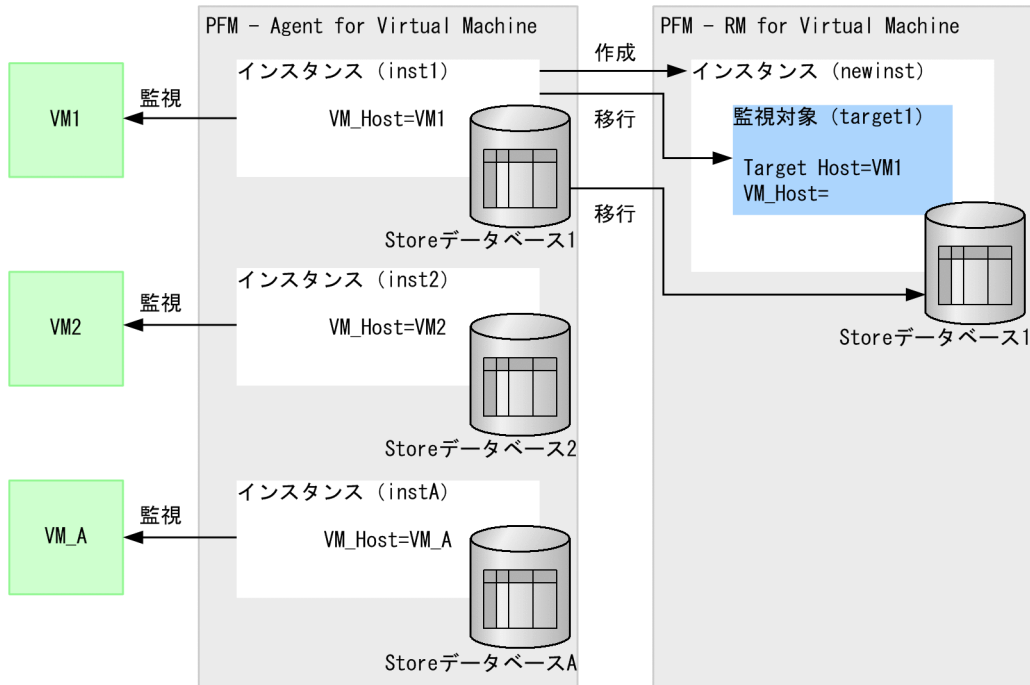 PFM - Agent for Virtual Machine
PFM - RM for Virtual Machine
インスタンス (inst1)
作成
インスタンス (newinst)
VM1
監視
VM_Host=VM1
移行
監視対象 (target1)
Target Host=VM1
VM_Host=
移行
Storeデータベース1
インスタンス (inst2)
VM2
監視
VM_Host=VM2
Storeデータベース1
Storeデータベース2
インスタンス (instA)
VM_A
監視
VM_Host=VM_A
StoreデータベースA